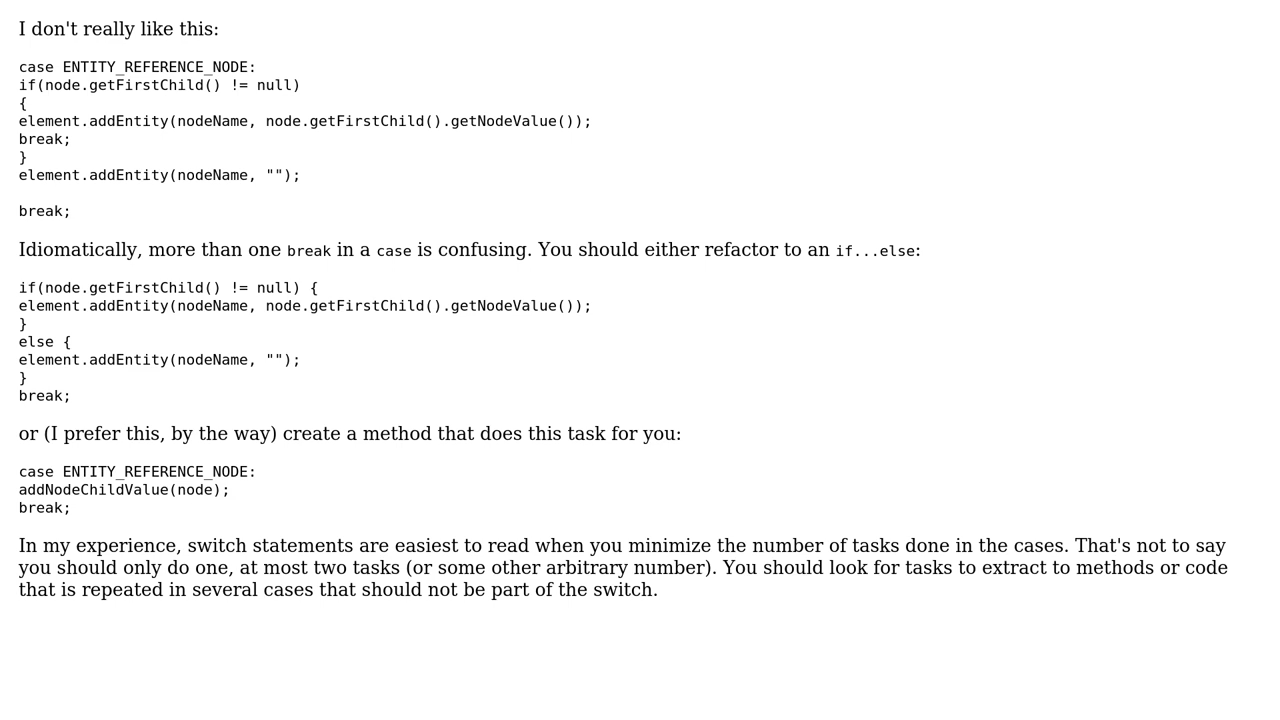 I don't really like this:
case ENTITY_REFERENCE_NODE:
if(node.getFirstChild() != null)
{
element.addEntity(nodeName, node.getFirstChild().getNodeValue());
break;
}
element.addEntity(nodeName, "");
break;
Idiomatically, more than one break in a case is confusing. You should either refactor to an if...else:
if(node.getFirstChild() != null) {
element.addEntity(nodeName, node.getFirstChild().getNodeValue());
}
else {
element.addEntity(nodeName, "");
}
break;
or (I prefer this, by the way) create a method that does this task for you:
case ENTITY_REFERENCE_NODE:
addNodeChildValue(node);
break;
In my experience, switch statements are easiest to read when you minimize the number of tasks done in the cases. That's not to say
you should only do one, at most two tasks (or some other arbitrary number). You should look for tasks to extract to methods or code
that is repeated in several cases that should not be part of the switch.